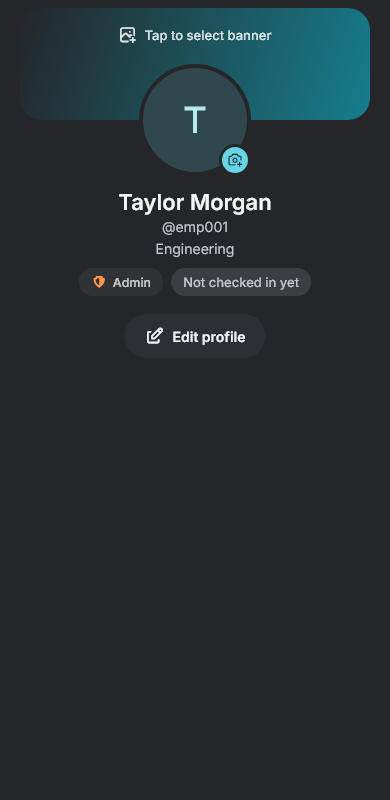 Tap to select banner
T
Taylor Morgan
@emp001
Engineering
Admin
Not checked in yet
Edit profile